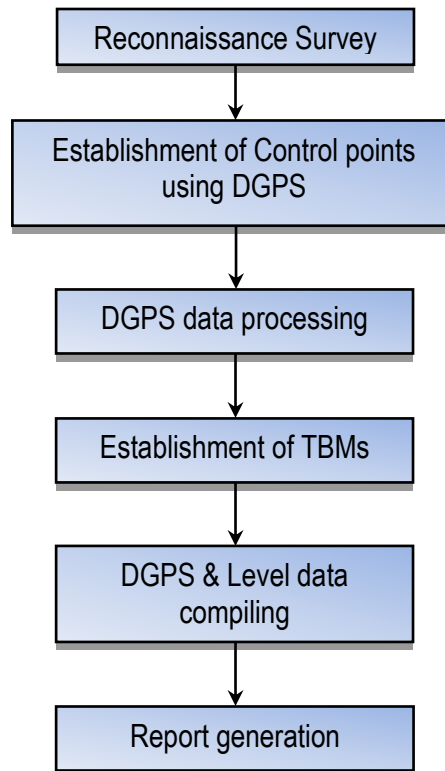 Reconnaissance Survey
Establishment of Control points
using DGPS
DGPS data processing
Establishment of TBMs
DGPS & Level data
compiling
Report generation